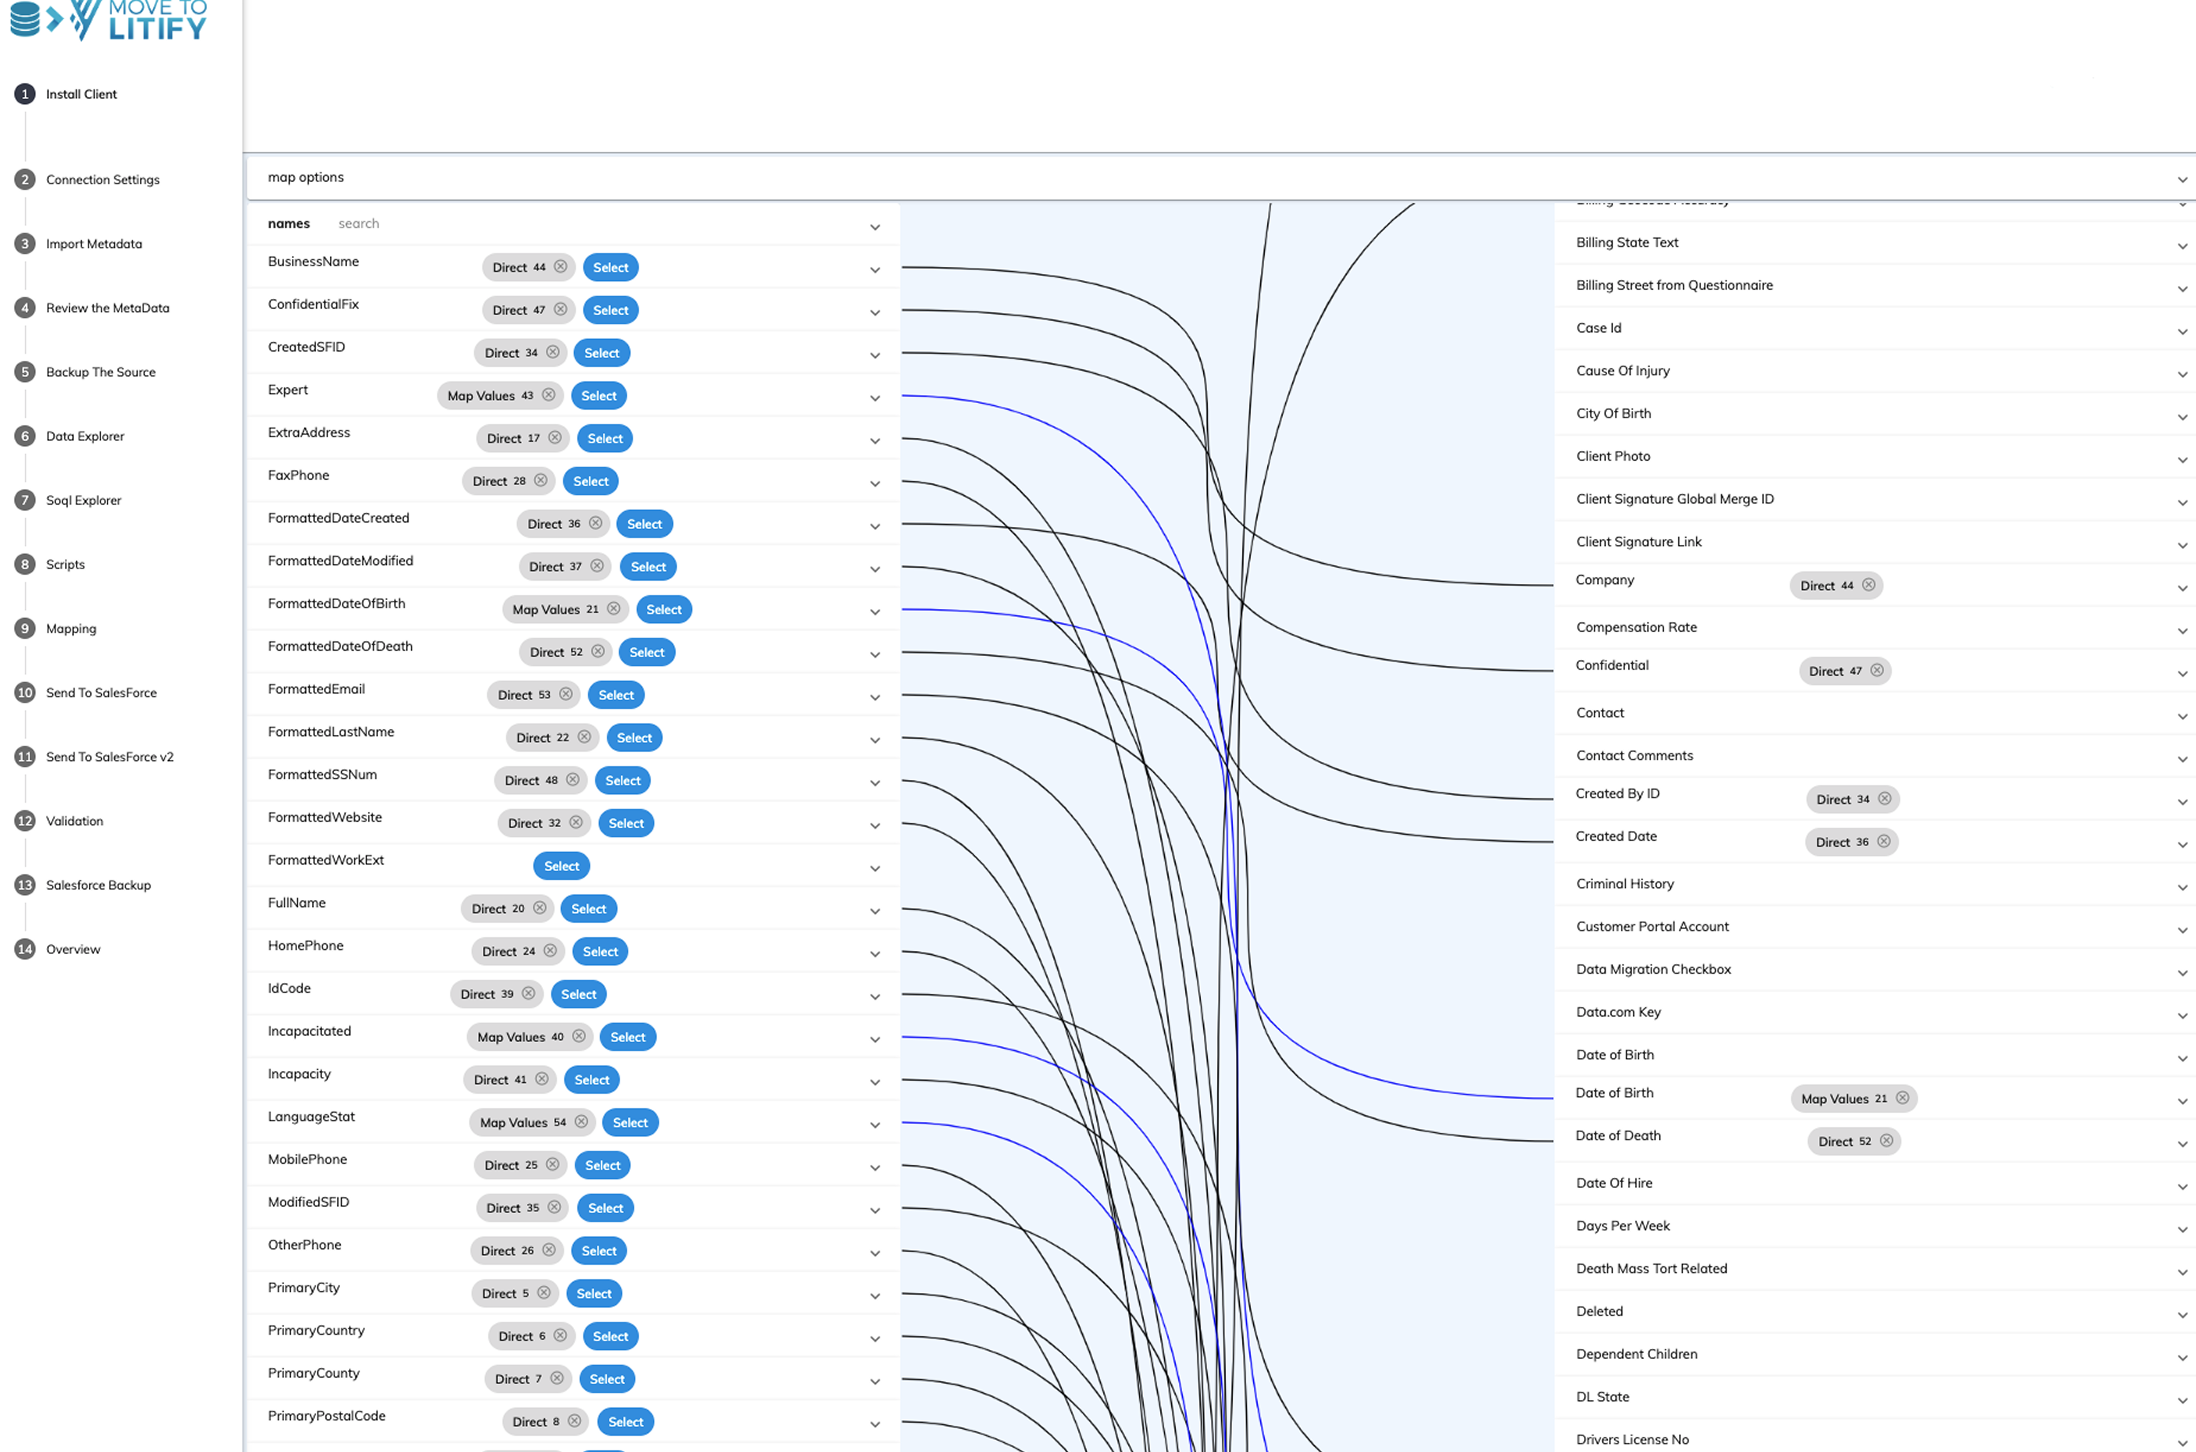 MOVE TO
LITIFY
1 Install Client
2 Connection Settings
3 Import Metadata
4 Review the MetaData
5 Backup The Source
6 Data Explorer
7 Soql Explorer
8 Scripts
9 Mapping
10 Send To SalesForce
11 Send To SalesForce v2
12 Validation
13 Salesforce Backup
14 Overview
map options
names search
BusinessName Direct 44 Select
ConfidentialFix Direct 47 Select
CreatedSFID Direct 34 Select
Expert Map Values 43 Select
ExtraAddress Direct 17 Select
FaxPhone Direct 28 Select
FormattedDateCreated Direct 36 Select
FormattedDateModified Direct 37 Select
FormattedDateOfBirth Map Values 21 Select
FormattedDateOfDeath Direct 52 Select
FormattedEmail Direct 53 Select
FormattedLastName Direct 22 Select
FormattedSSNum Direct 48 Select
FormattedWebsite Direct 32 Select
FormattedWorkExt Select
FullName Direct 20 Select
HomePhone Direct 24 Select
IdCode Direct 39 Select
Incapacitated Map Values 40 Select
Incapacity Direct 41 Select
LanguageStat Map Values 54 Select
MobilePhone Direct 25 Select
ModifiedSFID Direct 35 Select
OtherPhone Direct 26 Select
PrimaryCity Direct 5 Select
PrimaryCountry Direct 6 Select
PrimaryCounty Direct 7 Select
PrimaryPostalCode Direct 8 Select
Billing State Text
Billing Street from Questionnaire
Case Id
Cause Of Injury
City Of Birth
Client Photo
Client Signature Global Merge ID
Client Signature Link
Company Direct 44
Compensation Rate
Confidential Direct 47
Contact
Contact Comments
Created By ID Direct 34
Created Date Direct 36
Criminal History
Customer Portal Account
Data Migration Checkbox
Data.com Key
Date of Birth
Date of Birth Map Values 21
Date of Death Direct 52
Date Of Hire
Days Per Week
Death Mass Tort Related
Deleted
Dependent Children
DL State
Drivers License No